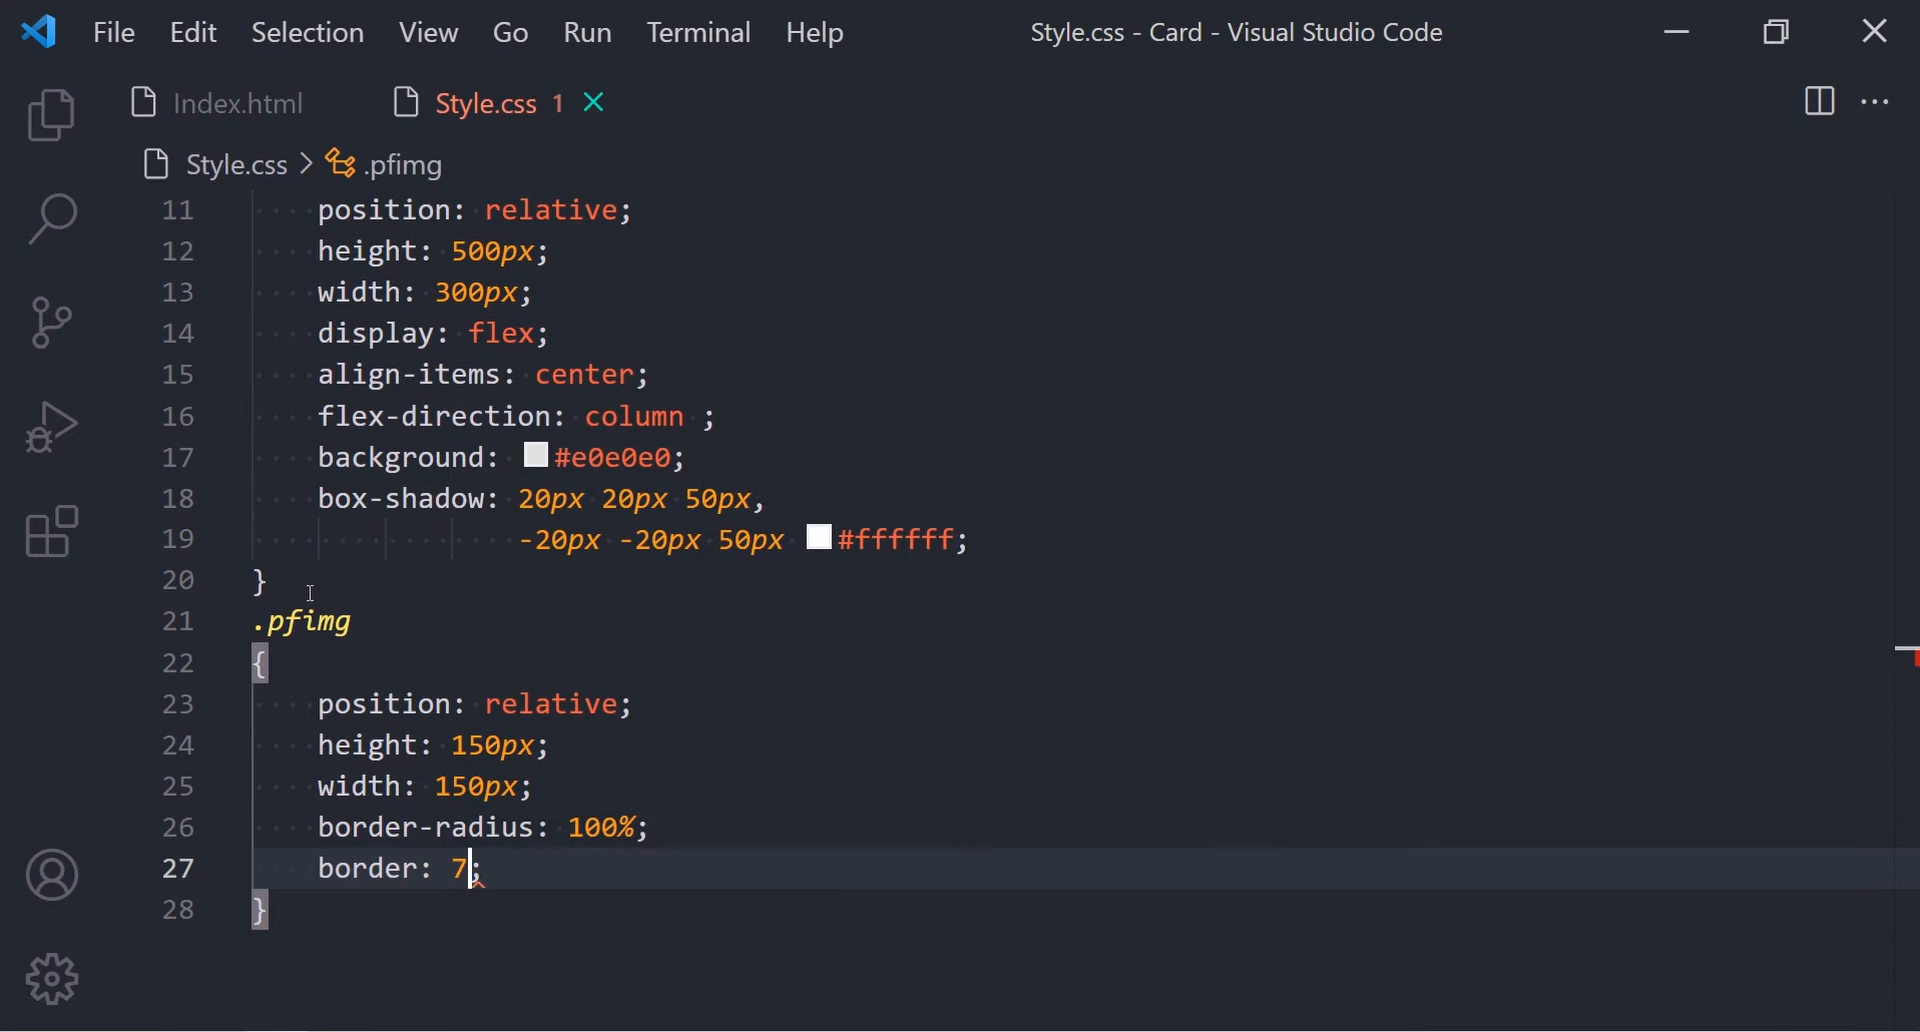 File Edit Selection View Go Run Terminal Help Style.css - Card - Visual Studio Code
Index.html Style.css 1
Style.css > .pfimg
11 position: relative;
12 height: 500px;
13 width: 300px;
14 display: flex;
15 align-items: center;
16 flex-direction: column ;
17 background: #e0e0e0;
18 box-shadow: 20px 20px 50px,
19 -20px -20px 50px #ffffff;
20 }
21 .pfimg
22 {
23 position: relative;
24 height: 150px;
25 width: 150px;
26 border-radius: 100%;
27 border: 7;
28 }